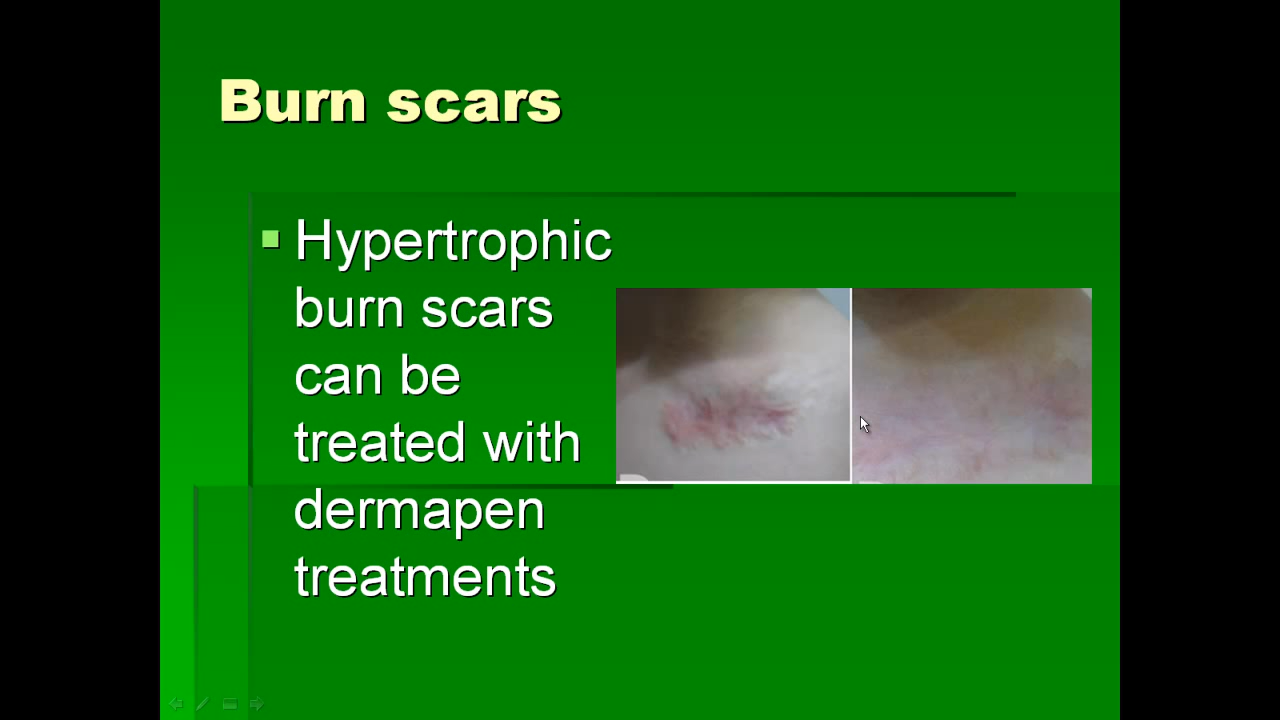 Burn scars
Hypertrophic
burn scars
can be
treated with
dermapen
treatments